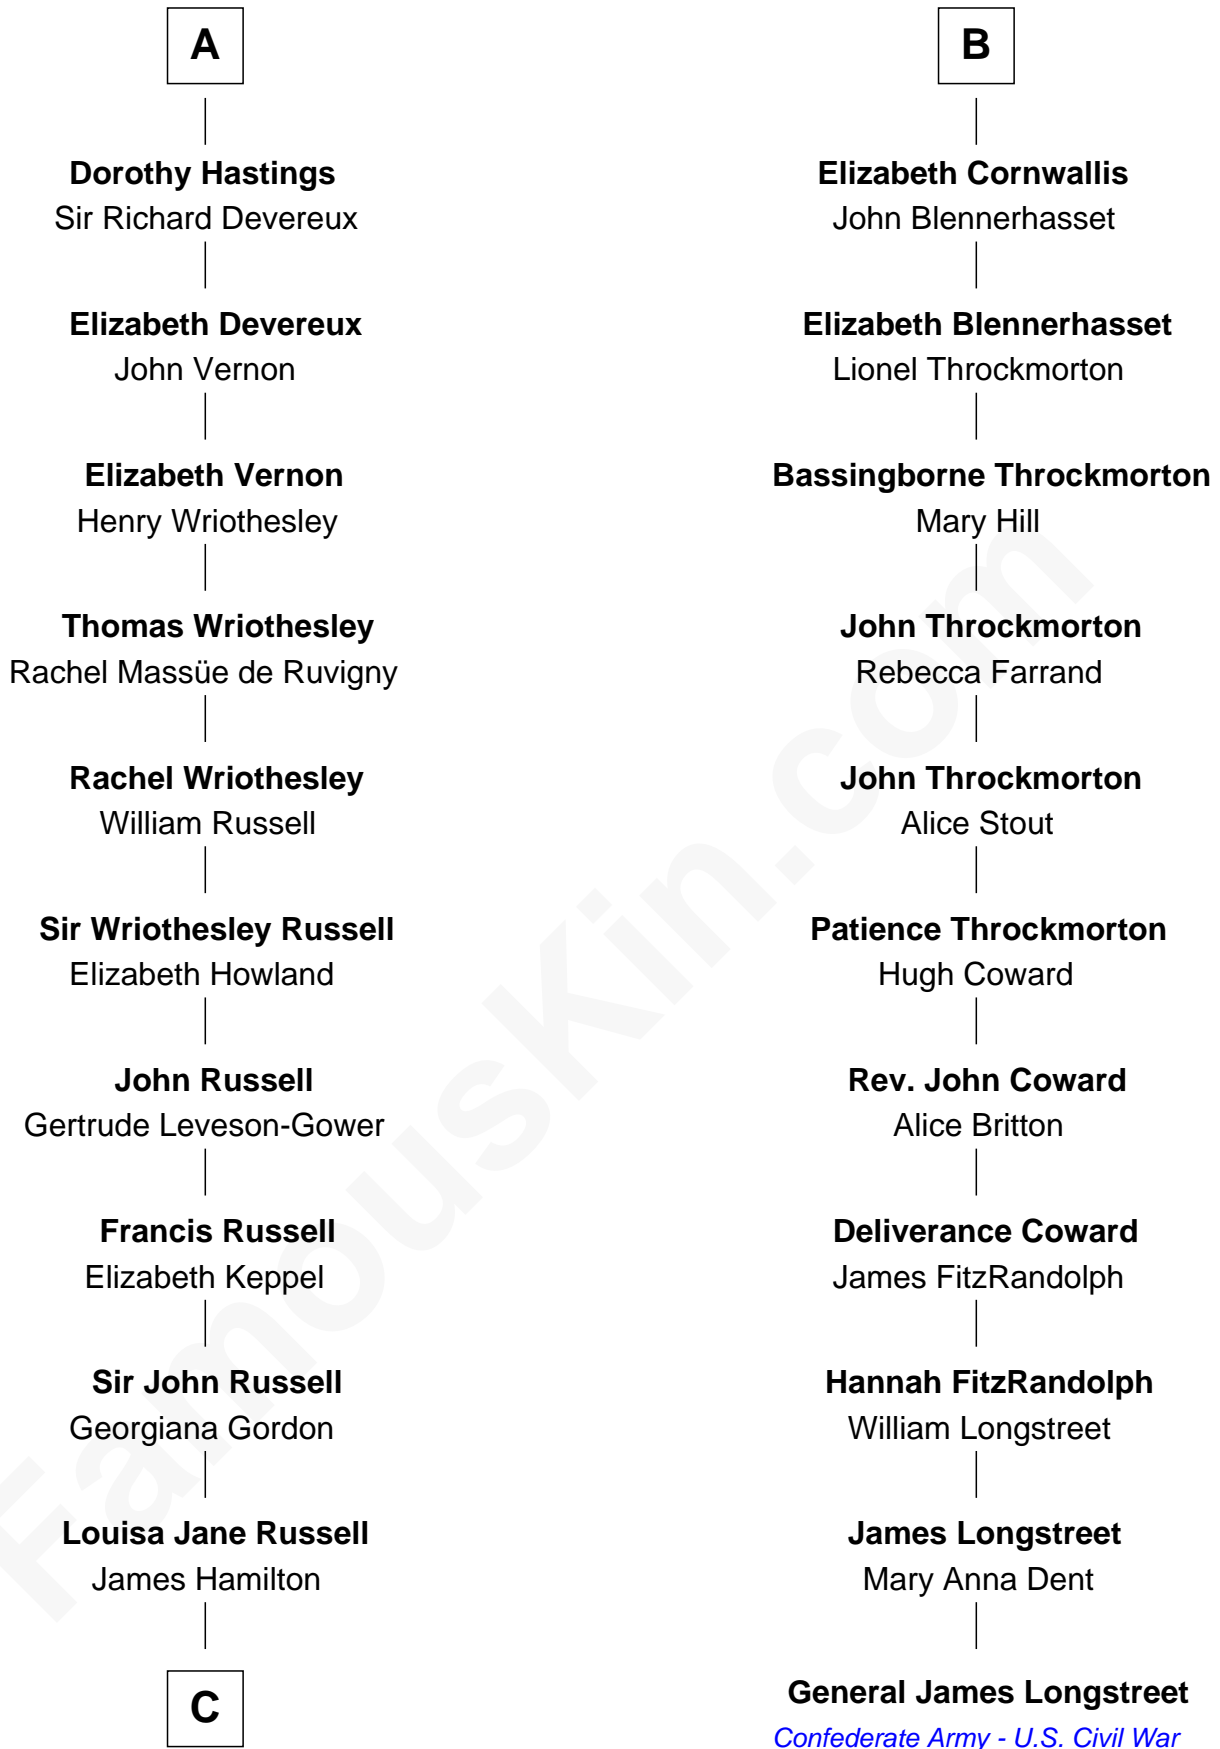 A
Dorothy Hastings
Sir Richard Devereux
Elizabeth Devereux
John Vernon
Elizabeth Vernon
Henry Wriothesley
Thomas Wriothesley
Rachel Massüe de Ruvigny
Rachel Wriothesley
William Russell
Sir Wriothesley Russell
Elizabeth Howland
John Russell
Gertrude Leveson-Gower
Francis Russell
Elizabeth Keppel
Sir John Russell
Georgiana Gordon
Louisa Jane Russell
James Hamilton
C
B
Elizabeth Cornwallis
John Blennerhasset
Elizabeth Blennerhasset
Lionel Throckmorton
Bassingborne Throckmorton
Mary Hill
John Throckmorton
Rebecca Farrand
John Throckmorton
Alice Stout
Patience Throckmorton
Hugh Coward
Rev. John Coward
Alice Britton
Deliverance Coward
James FitzRandolph
Hannah FitzRandolph
William Longstreet
James Longstreet
Mary Anna Dent
General James Longstreet
Confederate Army - U.S. Civil War
FamousKin.com